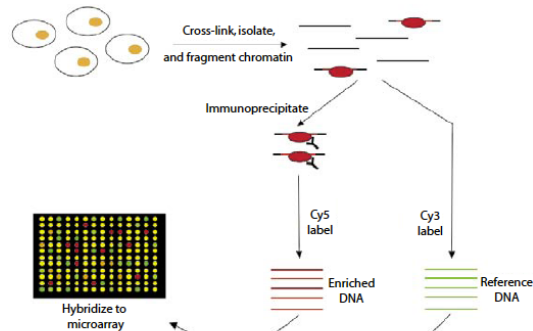 Cross-link, isolate,
and fragment chromatin
Immunoprecipitate
Cy5
label
Cy3
label
Enriched
DNA
Reference
DNA
Hybridize to
microarray